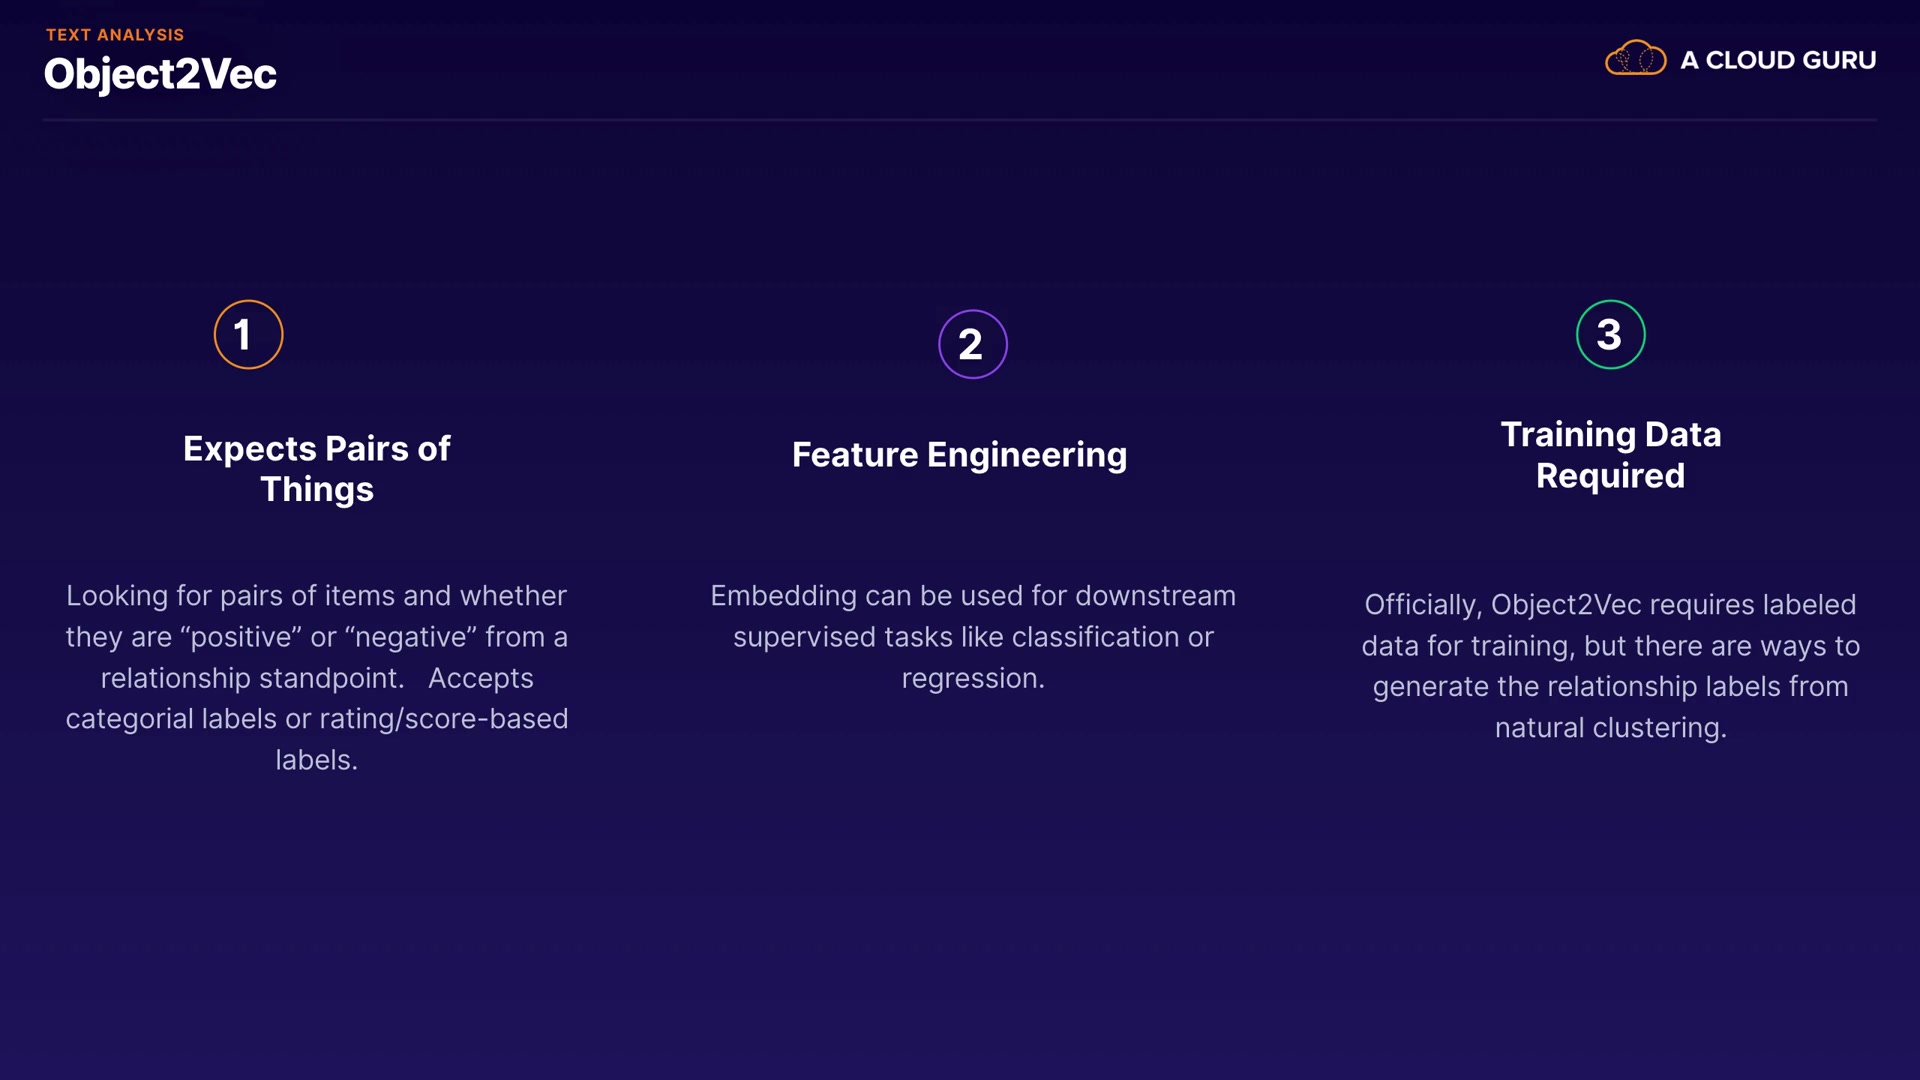 TEXT ANALYSIS
Object2Vec
A CLOUD GURU
1
Expects Pairs of
Things
Looking for pairs of items and whether
they are “positive” or “negative” from a
relationship standpoint.   Accepts
categorial labels or rating/score-based
labels.
2
Feature Engineering
Embedding can be used for downstream
supervised tasks like classification or
regression.
3
Training Data
Required
Officially, Object2Vec requires labeled
data for training, but there are ways to
generate the relationship labels from
natural clustering.